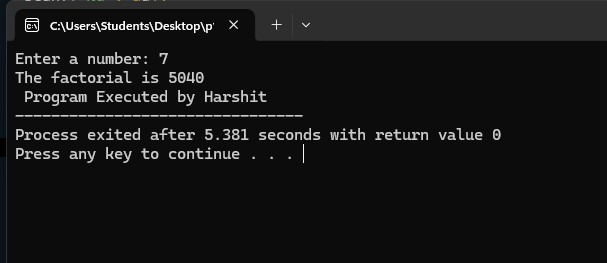 C:\Users\Students\Desktop\p
Enter a number: 7
The factorial is 5040
 Program Executed by Harshit
--------------------------------
Process exited after 5.381 seconds with return value 0
Press any key to continue . . .